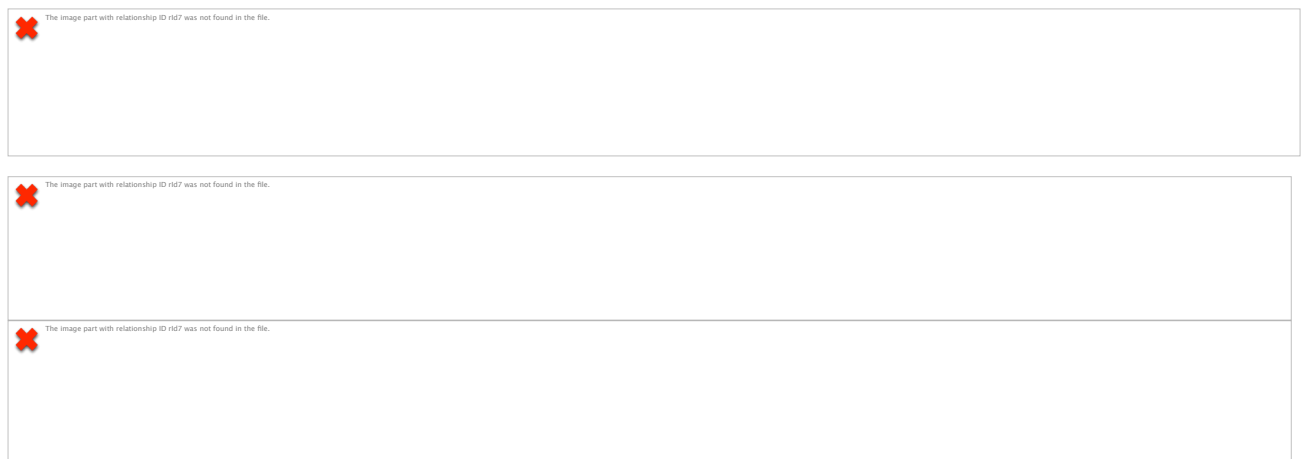 The image part with relationship ID rId7 was not found in the file.
The image part with relationship ID rId7 was not found in the file.
The image part with relationship ID rId7 was not found in the file.